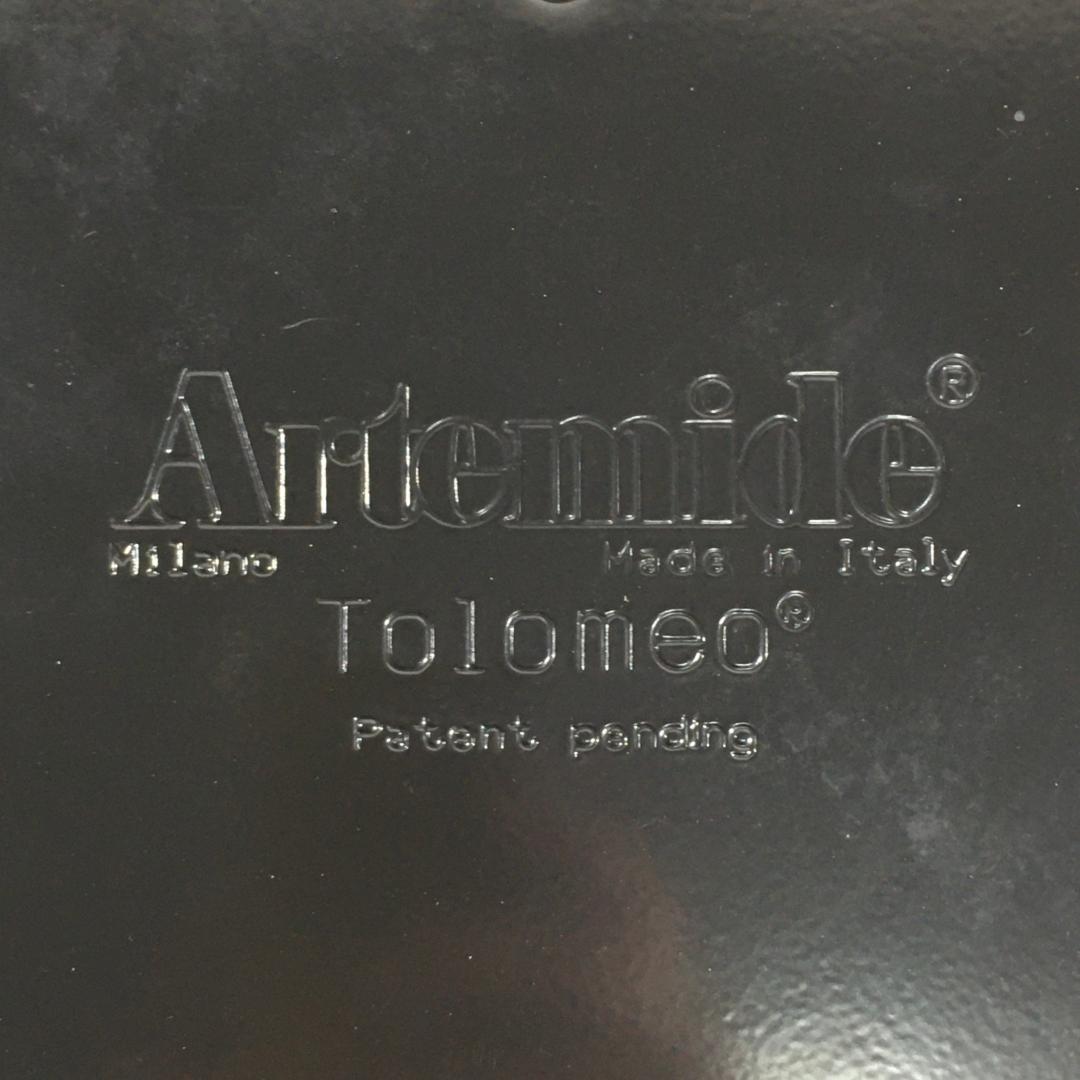 Artemide®
Milano Made in Italy
Tolomeo®
Patent pending